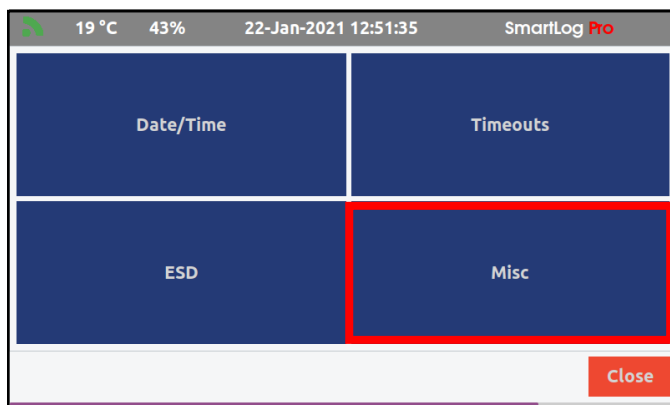 19 °C 43% 22-Jan-2021 12:51:35 SmartLog Pro
Date/Time Timeouts
ESD Misc
Close